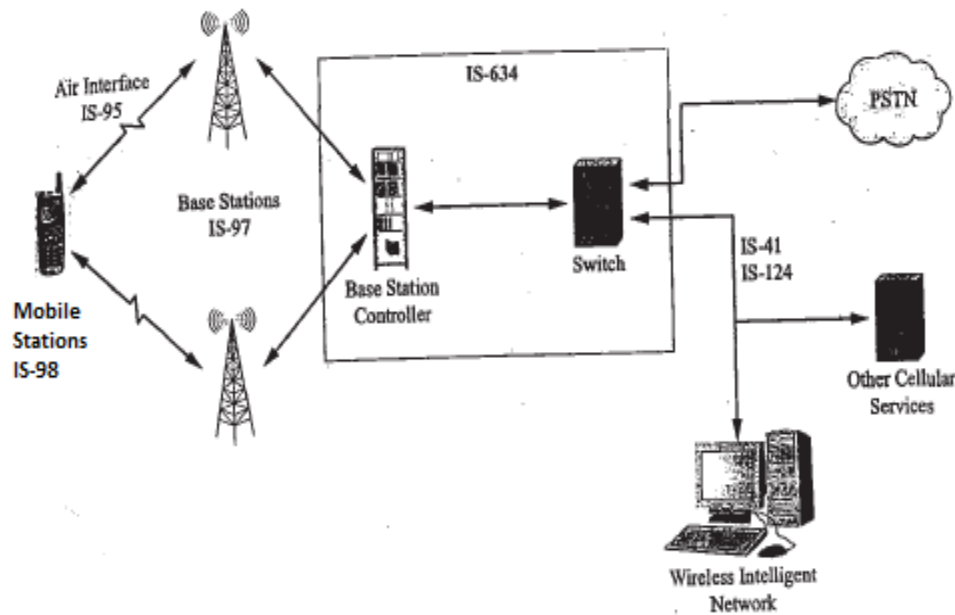 IS-634
Air Interface
IS-95
PSTN
Base Stations
IS-97
IS-41
IS-124
Switch
Base Station
Controller
Mobile
Stations
IS-98
Other Cellular
Services
Wireless Intelligent
Network